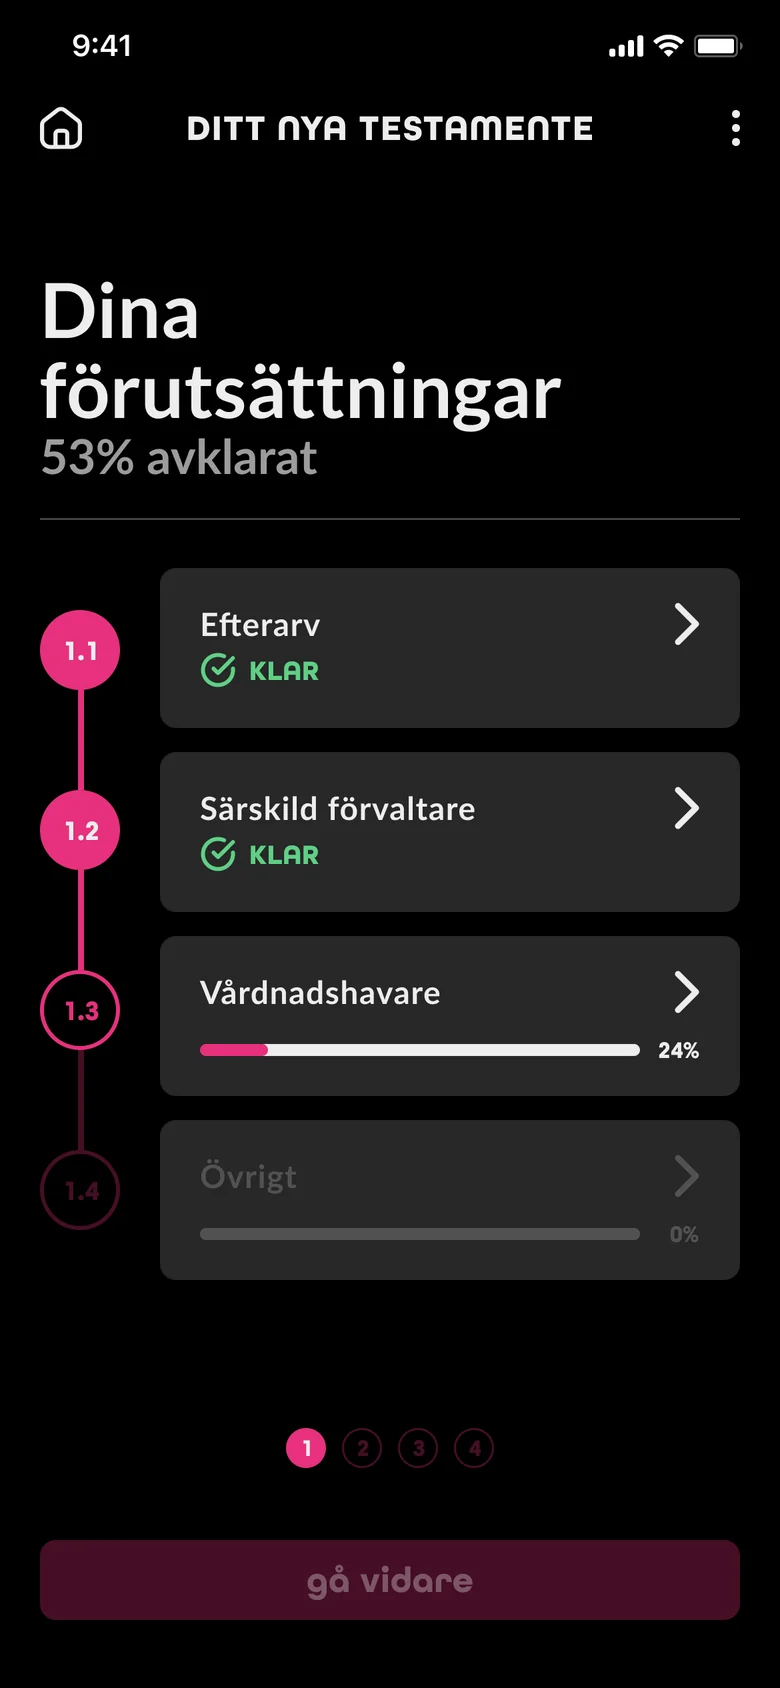 9:41
DITT NYA TESTAMENTE
Dina
förutsättningar
53% avklarat
1.1
Efterarv
KLAR
1.2
Särskild förvaltare
KLAR
1.3
Vårdnadshavare
24%
1.4
Övrigt
0%
1 2 3 4
gå vidare